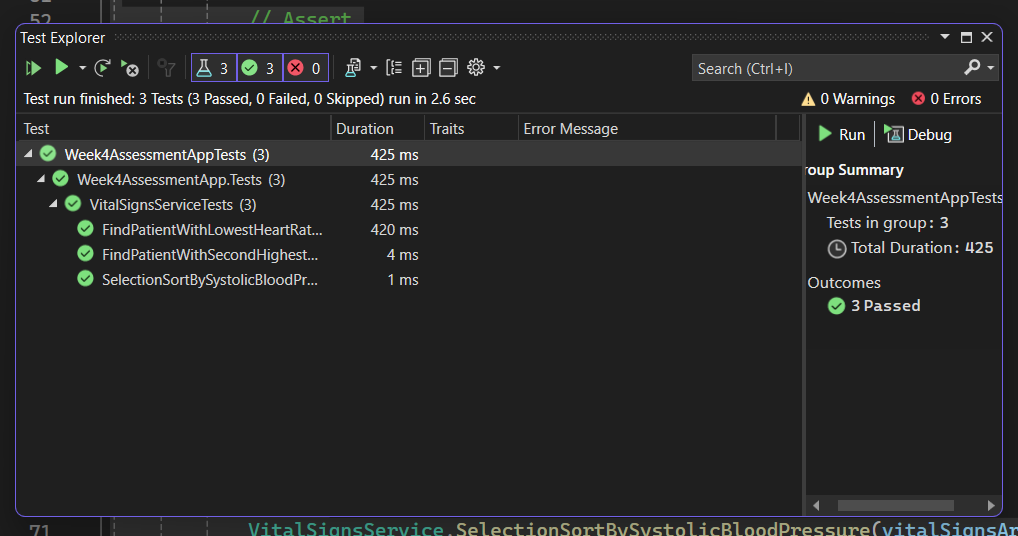 52
// Assert
Test Explorer
3 3 0
Search (Ctrl+I)
Test run finished: 3 Tests (3 Passed, 0 Failed, 0 Skipped) run in 2.6 sec
0 Warnings
0 Errors
Test Duration Traits Error Message
Run Debug
Week4AssessmentAppTests (3) 425 ms
Week4AssessmentApp.Tests (3) 425 ms
VitalSignsServiceTests (3) 425 ms
FindPatientWithLowestHeartRat... 420 ms
FindPatientWithSecondHighest... 4 ms
SelectionSortBySystolicBloodPr... 1 ms
roup Summary
Week4AssessmentAppTests
Tests in group: 3
Total Duration: 425
Outcomes
3 Passed
71
VitalSignsService.SelectionSortBySystolicBloodPressure(vitalSignsAr